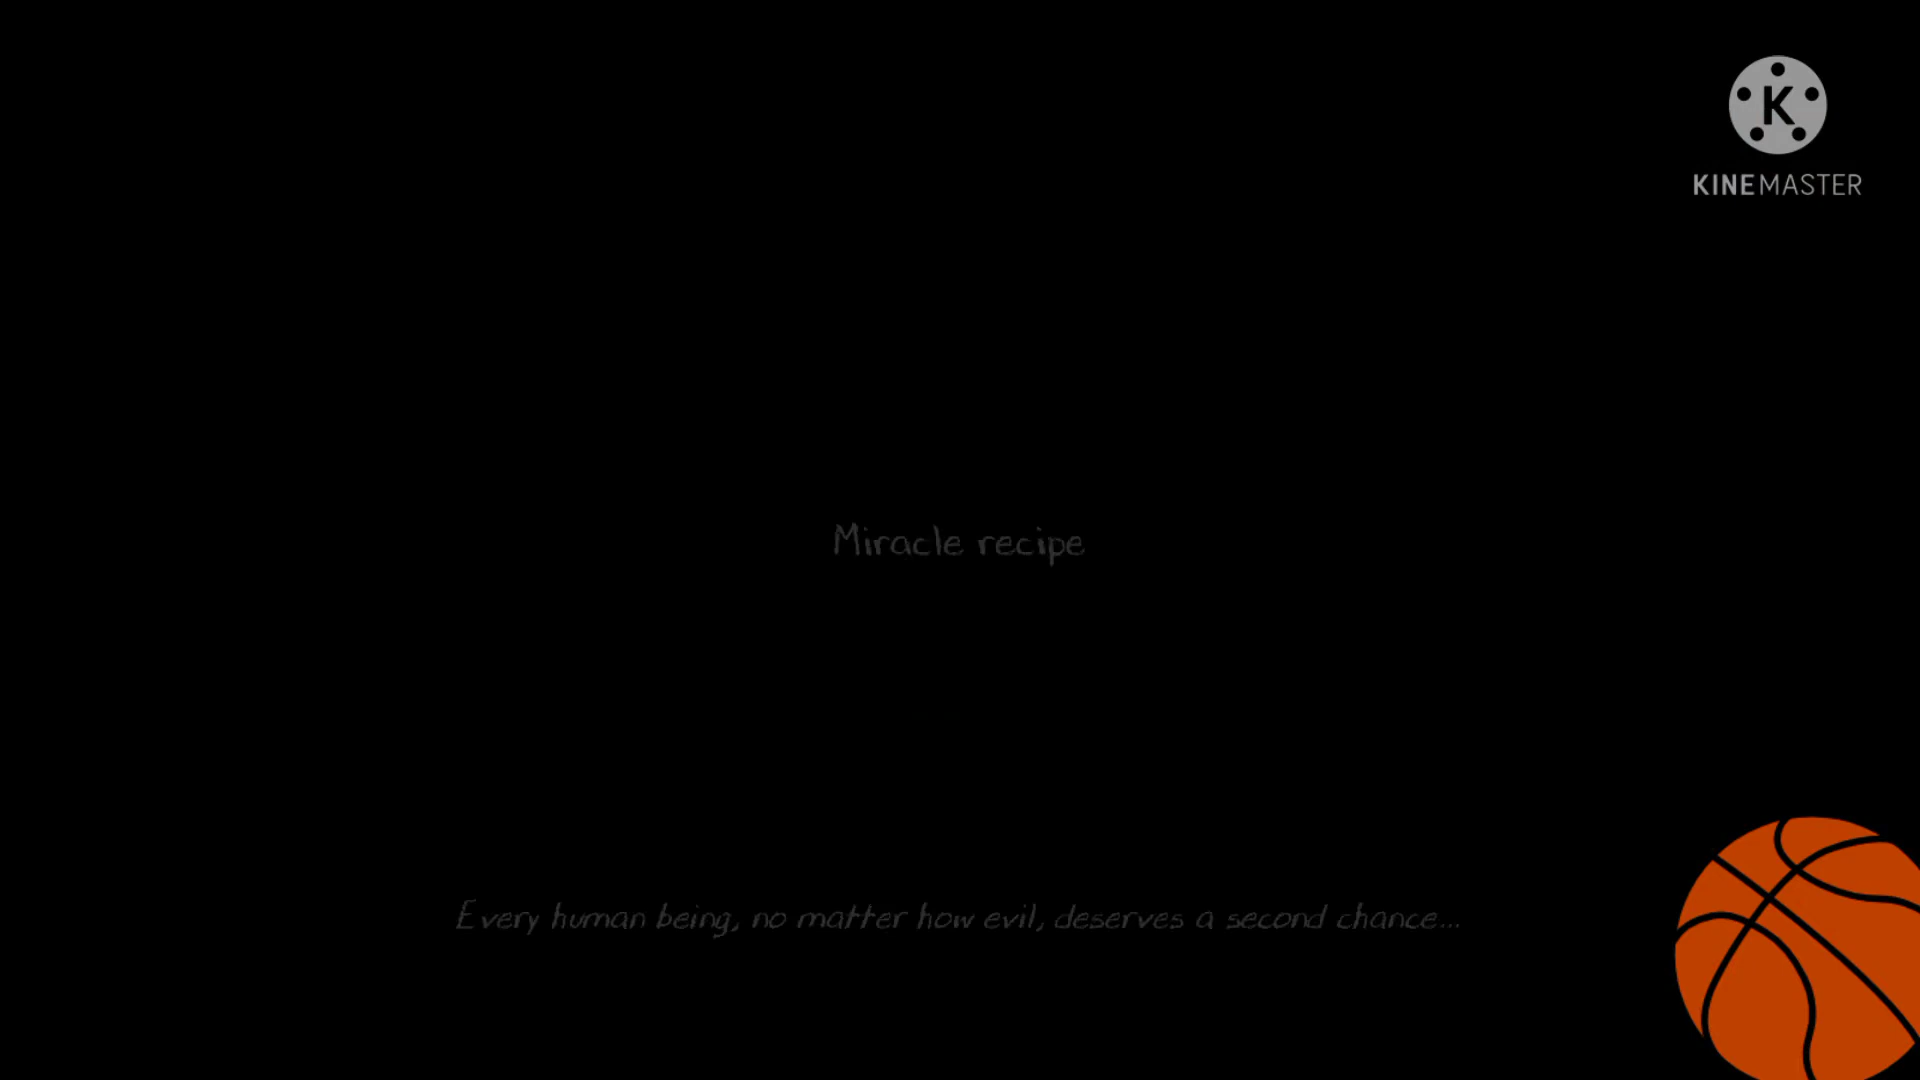 K
KINEMASTER
Miracle recipe
Every human being, no matter how evil, deserves a second chance...